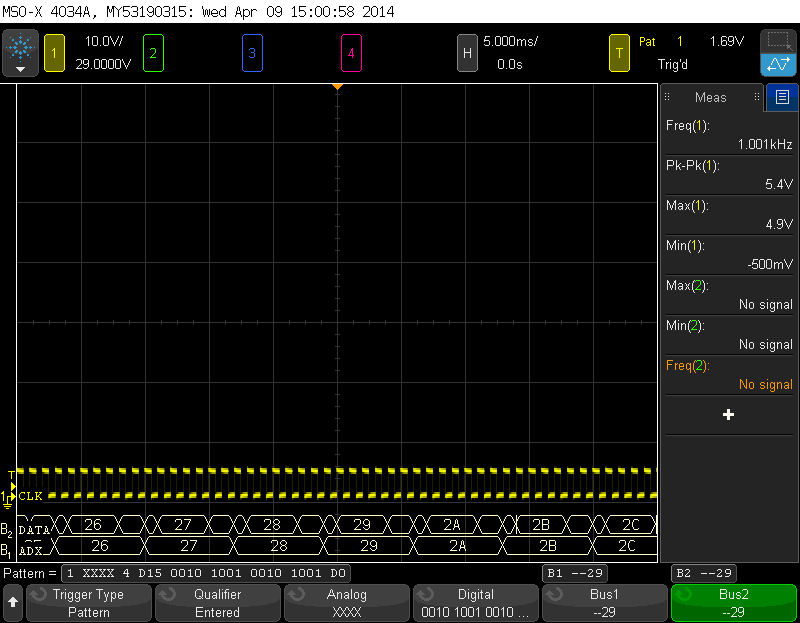 MSO-X 4034A, MY53190315: Wed Apr 09 15:00:58 2014
1 10.0V/ 29.0000V 2 3 4 H 5.000ms/ 0.0s T Pat 1 1.69V Trig'd
Meas
Freq(1):
1.001kHz
Pk-Pk(1):
5.4V
Max(1):
4.9V
Min(1):
-500mV
Max(2):
No signal
Min(2):
No signal
Freq(2):
No signal
+
T
1 CLK
B2 DATA 26 27 28 29 2A 2B 2C
B1 ADX 26 27 28 29 2A 2B 2C
Pattern = 1 XXXX 4 D15 0010 1001 0010 1001 D0 B1 --29 B2 --29
Trigger Type Qualifier Analog Digital Bus1 Bus2
Pattern Entered XXXX 0010 1001 0010 ... --29 --29